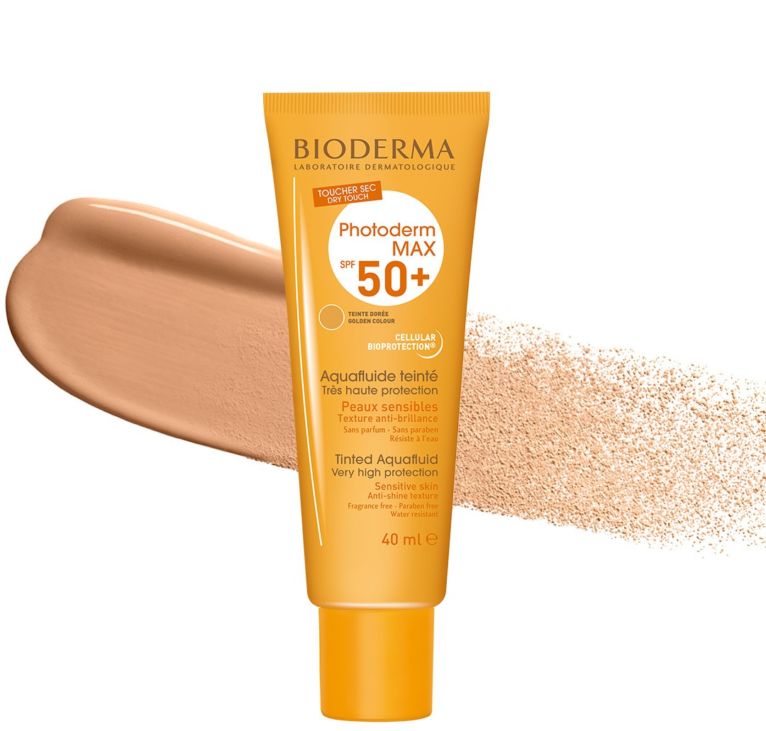 BIODERMA
LABORATOIRE DERMATOLOGIQUE
TOUCHER SEC
DRY TOUCH
Photoderm
MAX
SPF 50+
TEINTE DORÉE
GOLDEN COLOUR
CELLULAR
BIOPROTECTION®
Aquafluide teinté
Très haute protection
Peaux sensibles
Texture anti-brillance
Sans parfum - Sans paraben
Résiste à l'eau
Tinted Aquafluid
Very high protection
Sensitive skin
Anti-shine texture
Fragrance free - Paraben free
Water resistant
40 ml ℮